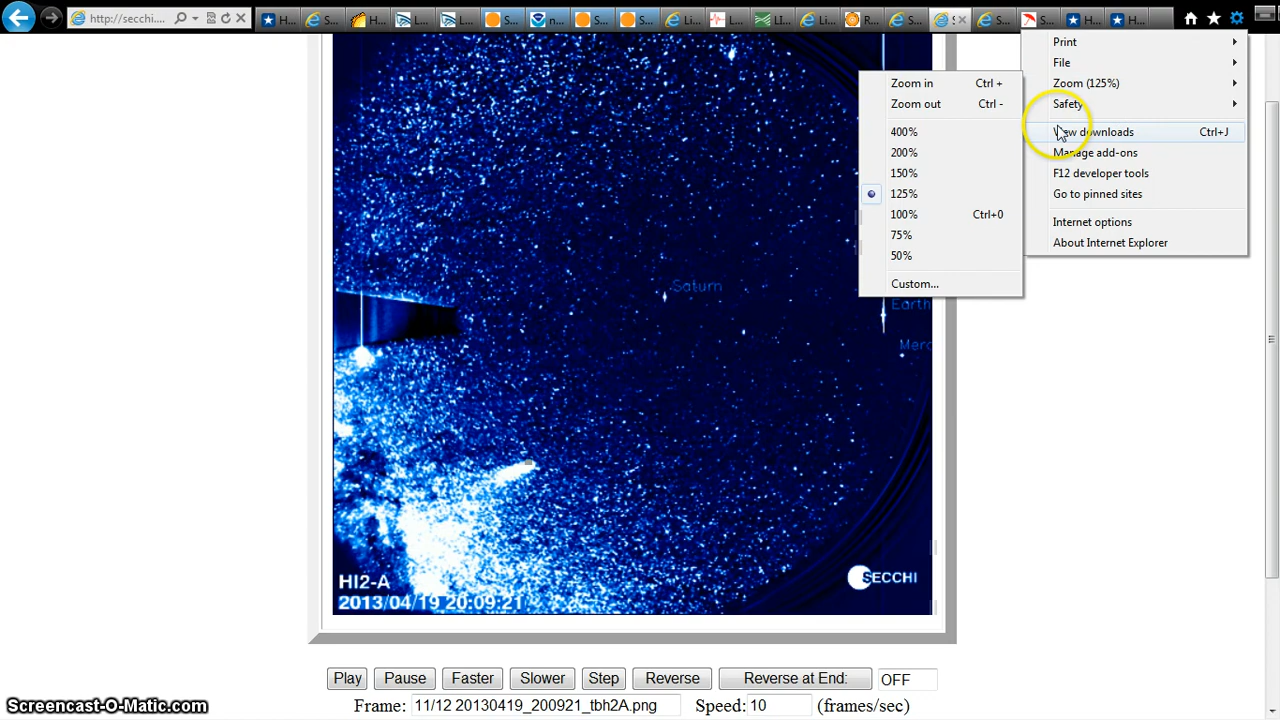 http://secchi....
H...
S...
H...
L...
L...
S...
n...
S...
S...
Li...
L...
LI...
Li...
R...
S...
S
S...
S...
H...
H...
Print
File
Zoom (125%)
Safety
View downloads Ctrl+J
Manage add-ons
F12 developer tools
Go to pinned sites
Internet options
About Internet Explorer
Zoom in Ctrl +
Zoom out Ctrl -
400%
200%
150%
125%
100% Ctrl+0
75%
50%
Custom...
Saturn
Earth
Merc
HI2-A
2013/04/19 20:09:21
SECCHI
Play Pause Faster Slower Step Reverse Reverse at End: OFF
Frame: 11/12 20130419_200921_tbh2A.png Speed: 10 (frames/sec)
Screencast-O-Matic.com